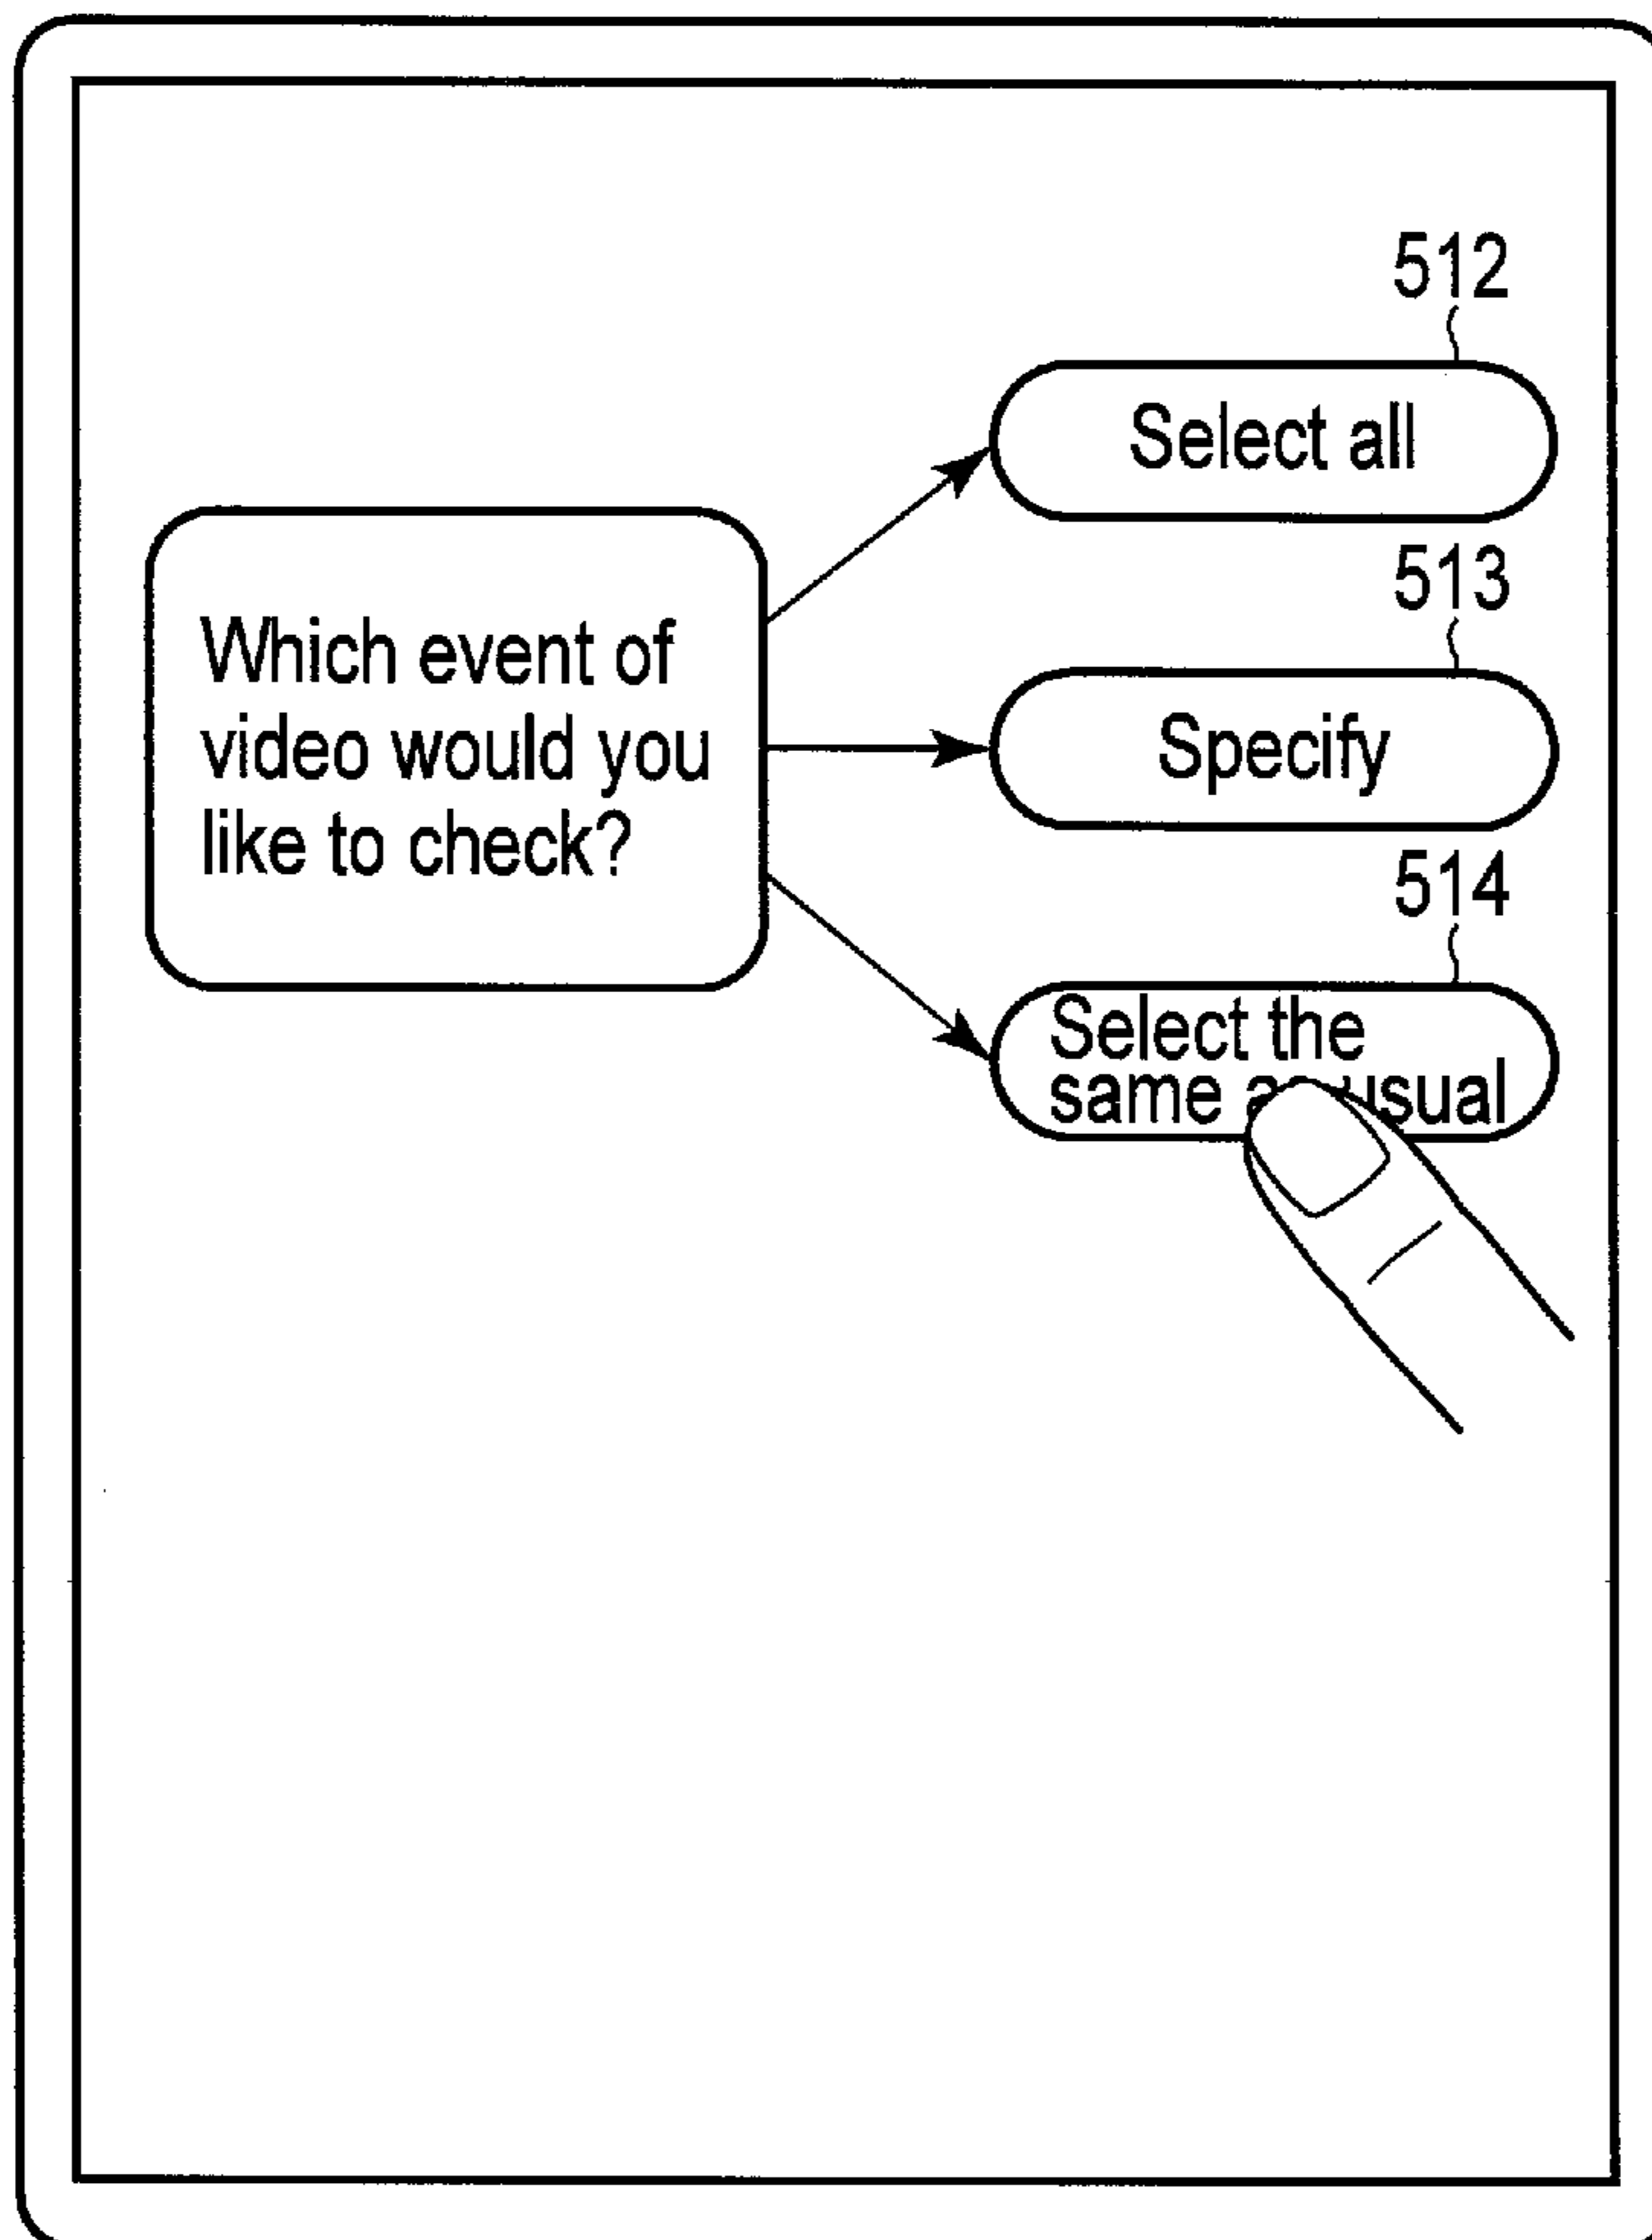 512
Select all
513
Which event of
video would you
like to check?
Specify
514
Select the
same usual